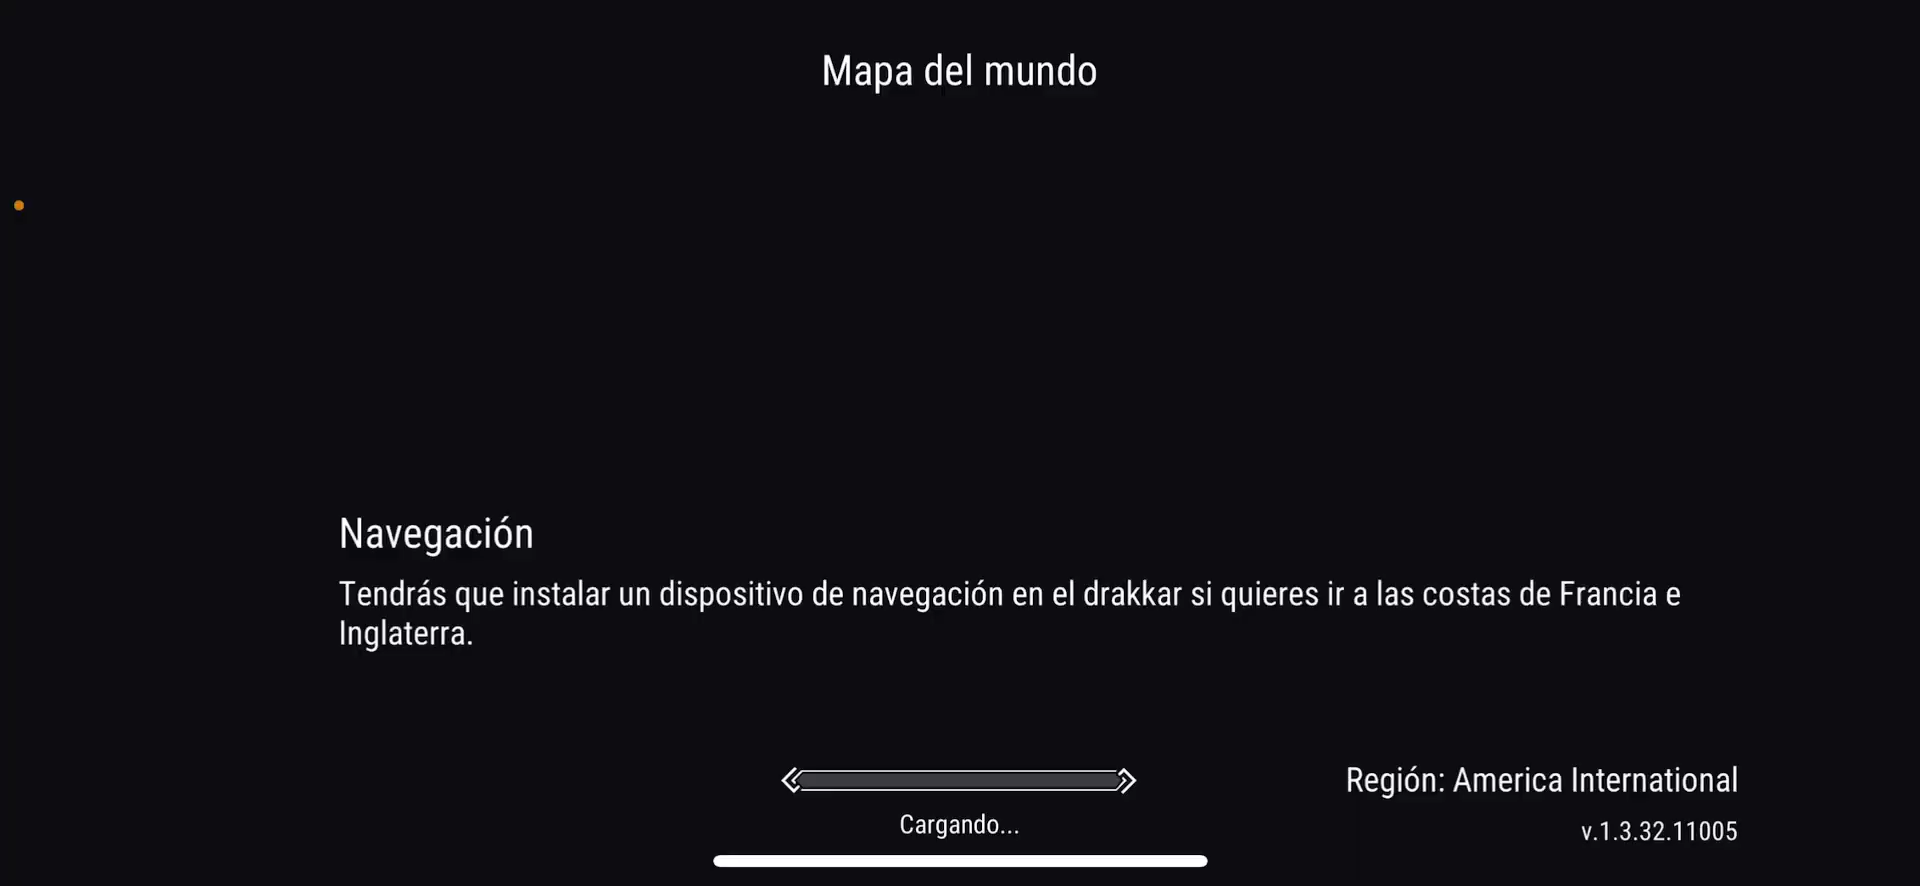 Mapa del mundo
Navegación
Tendrás que instalar un dispositivo de navegación en el drakkar si quieres ir a las costas de Francia e
Inglaterra.
Región: America International
Cargando...
v.1.3.32.11005